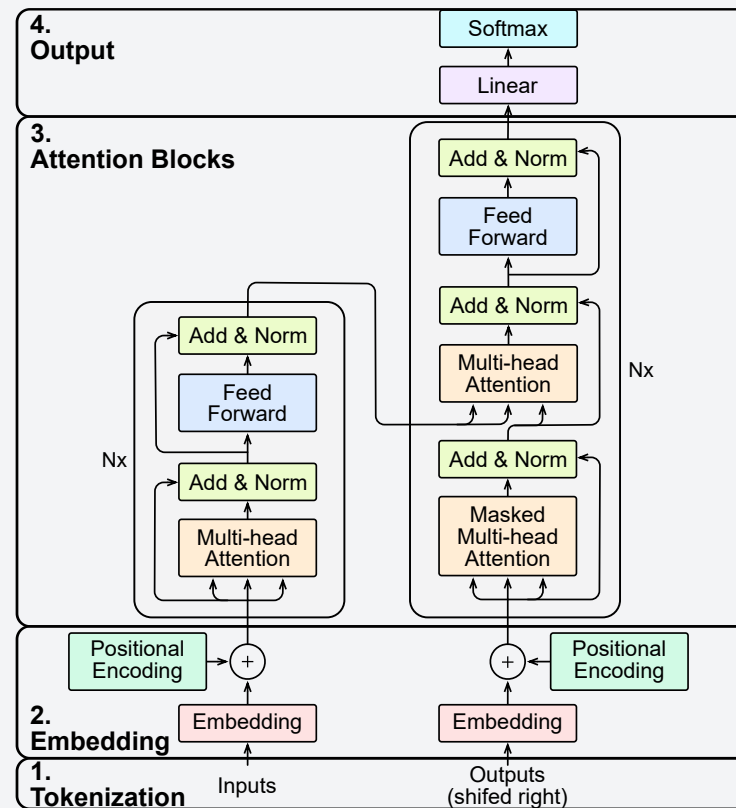 4.
Output
Softmax
Linear
3.
Attention Blocks
Add & Norm
Feed
Forward
Add & Norm
Multi-head
Attention
Nx
Add & Norm
Masked
Multi-head
Attention
Add & Norm
Feed
Forward
Nx
Add & Norm
Multi-head
Attention
Positional
Encoding
+
+
Positional
Encoding
2.
Embedding
Embedding
Embedding
1.
Tokenization
Inputs
Outputs
(shifed right)